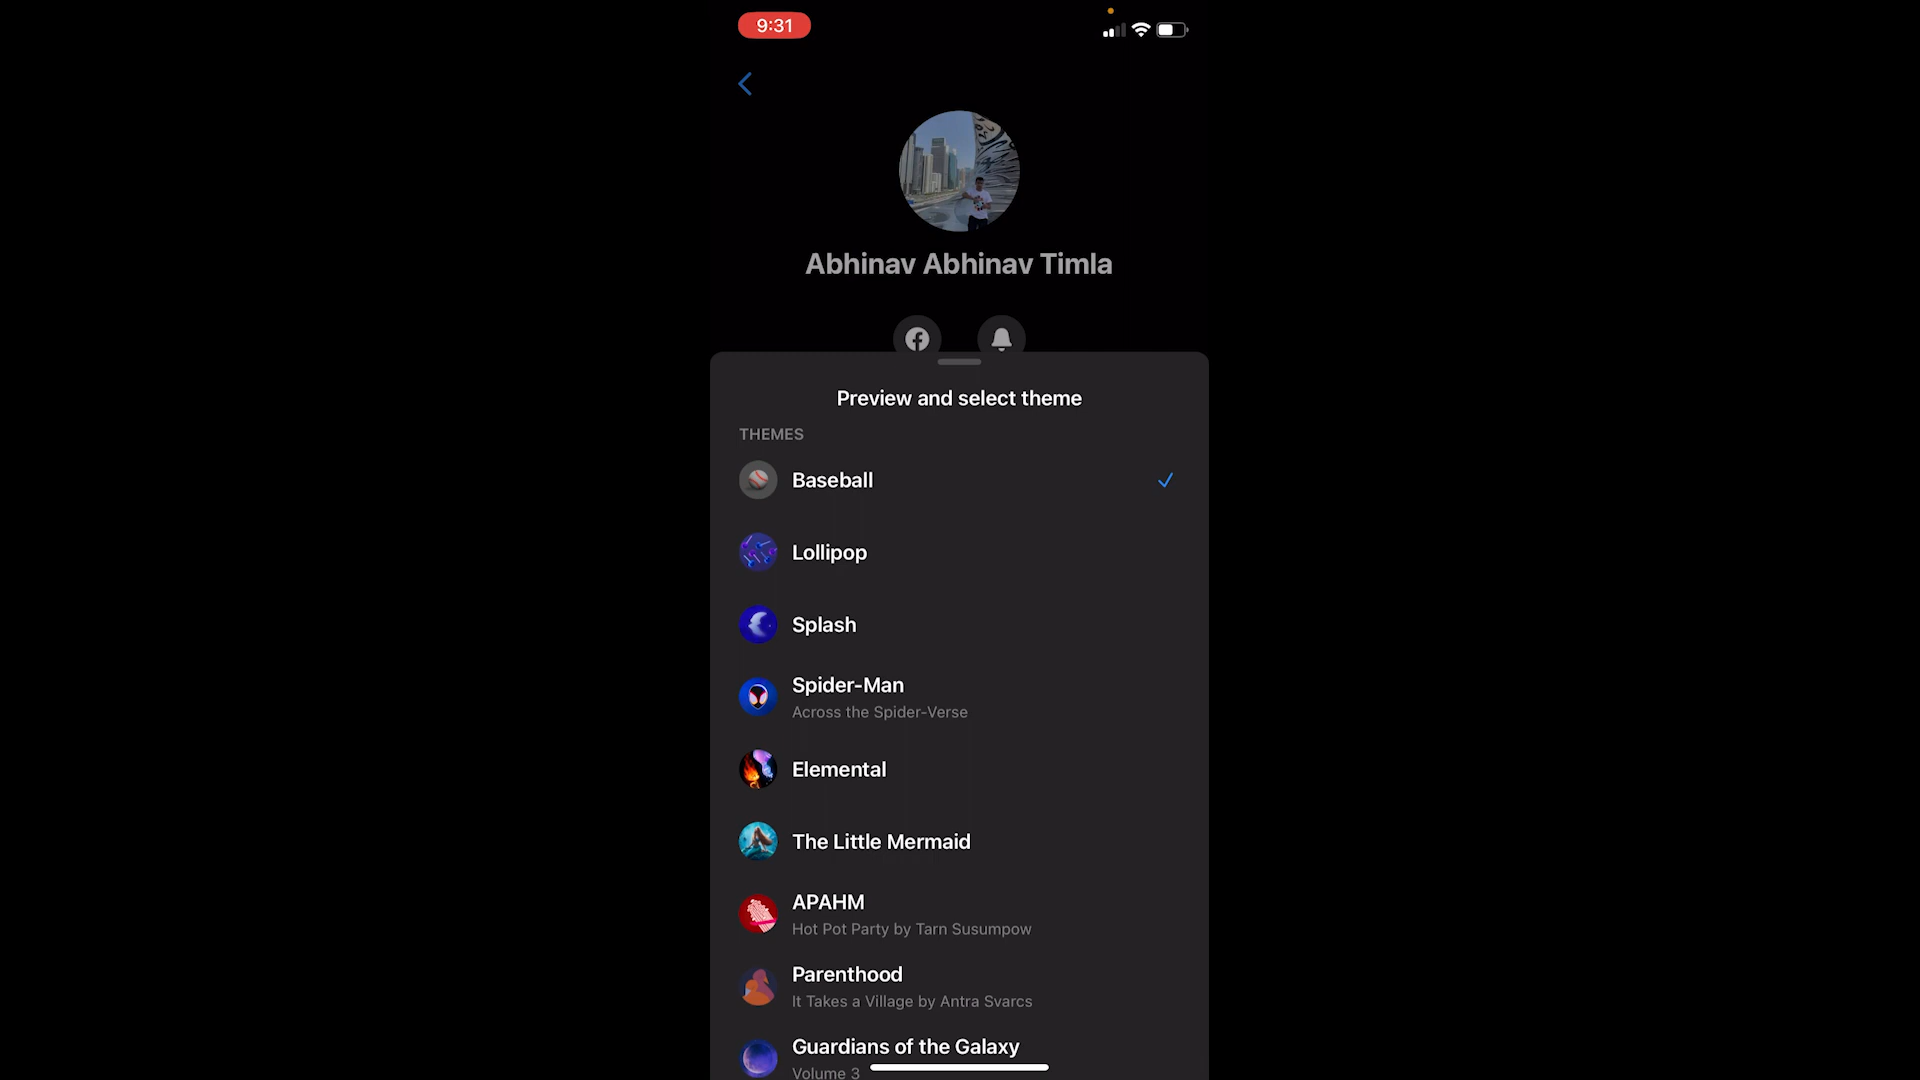 9:31
Abhinav Abhinav Timla
Preview and select theme
THEMES
Baseball
Lollipop
Splash
Spider-Man
Across the Spider-Verse
Elemental
The Little Mermaid
APAHM
Hot Pot Party by Tarn Susumpow
Parenthood
It Takes a Village by Antra Svarcs
Guardians of the Galaxy
Volume 3